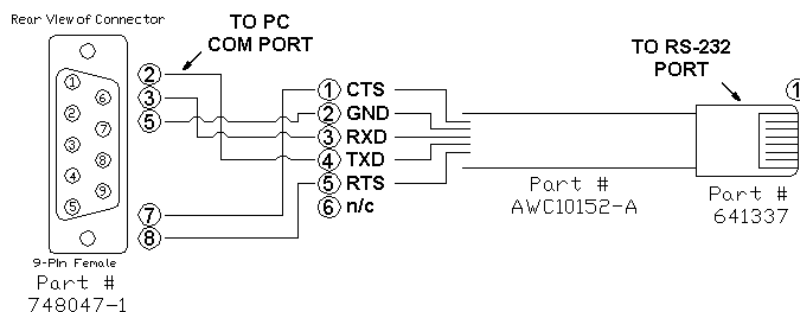 Rear View of Connector
TO PC
COM PORT
TO RS-232
PORT
1
6
2
7
3
8
4
9
5
2
3
5
7
8
1 CTS
2 GND
3 RXD
4 TXD
5 RTS
6 n/c
1
Part #
AWC10152-A
Part #
641337
9-Pin Female
Part #
748047-1